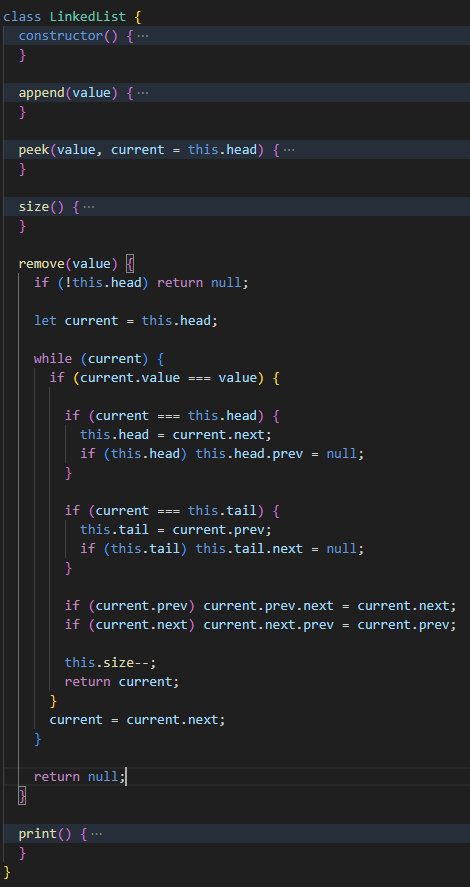 class LinkedList {
  constructor() { ···
  }

  append(value) { ···
  }

  peek(value, current = this.head) { ···
  }

  size() { ···
  }

  remove(value) {
    if (!this.head) return null;

    let current = this.head;

    while (current) {
      if (current.value === value) {

        if (current === this.head) {
          this.head = current.next;
          if (this.head) this.head.prev = null;
        }

        if (current === this.tail) {
          this.tail = current.prev;
          if (this.tail) this.tail.next = null;
        }

        if (current.prev) current.prev.next = current.next;
        if (current.next) current.next.prev = current.prev;

        this.size--;
        return current;
      }
      current = current.next;
    }

    return null;
  }

  print() { ···
  }
}